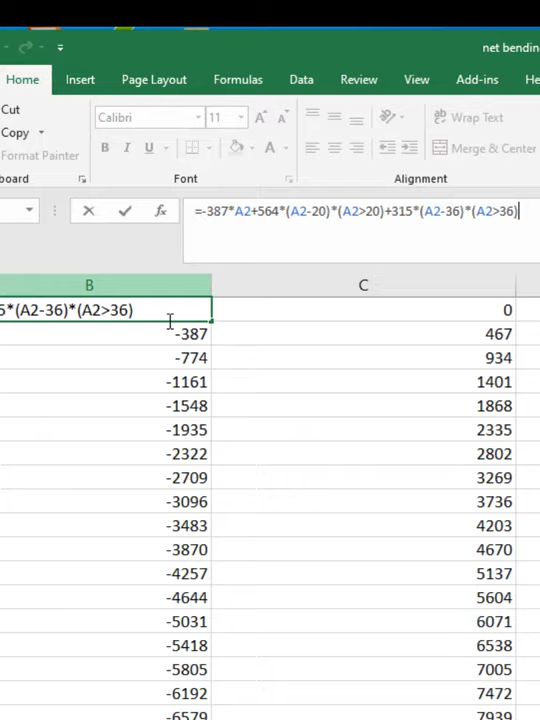 net bendin
Home Insert Page Layout Formulas Data Review View Add-ins He
Cut Calibri 11 A A ab Wrap Text
Copy B I U A Merge & Center
Format Painter
board Font Alignment
fx =-387*A2+564*(A2-20)*(A2>20)+315*(A2-36)*(A2>36)
B C
5*(A2-36)*(A2>36) 0
-387 467
-774 934
-1161 1401
-1548 1868
-1935 2335
-2322 2802
-2709 3269
-3096 3736
-3483 4203
-3870 4670
-4257 5137
-4644 5604
-5031 6071
-5418 6538
-5805 7005
-6192 7472
-6579 7939